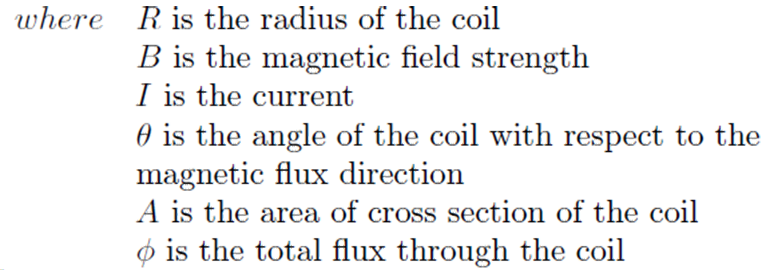 where R is the radius of the coil
B is the magnetic field strength
I is the current
θ is the angle of the coil with respect to the
magnetic flux direction
A is the area of cross section of the coil
ϕ is the total flux through the coil